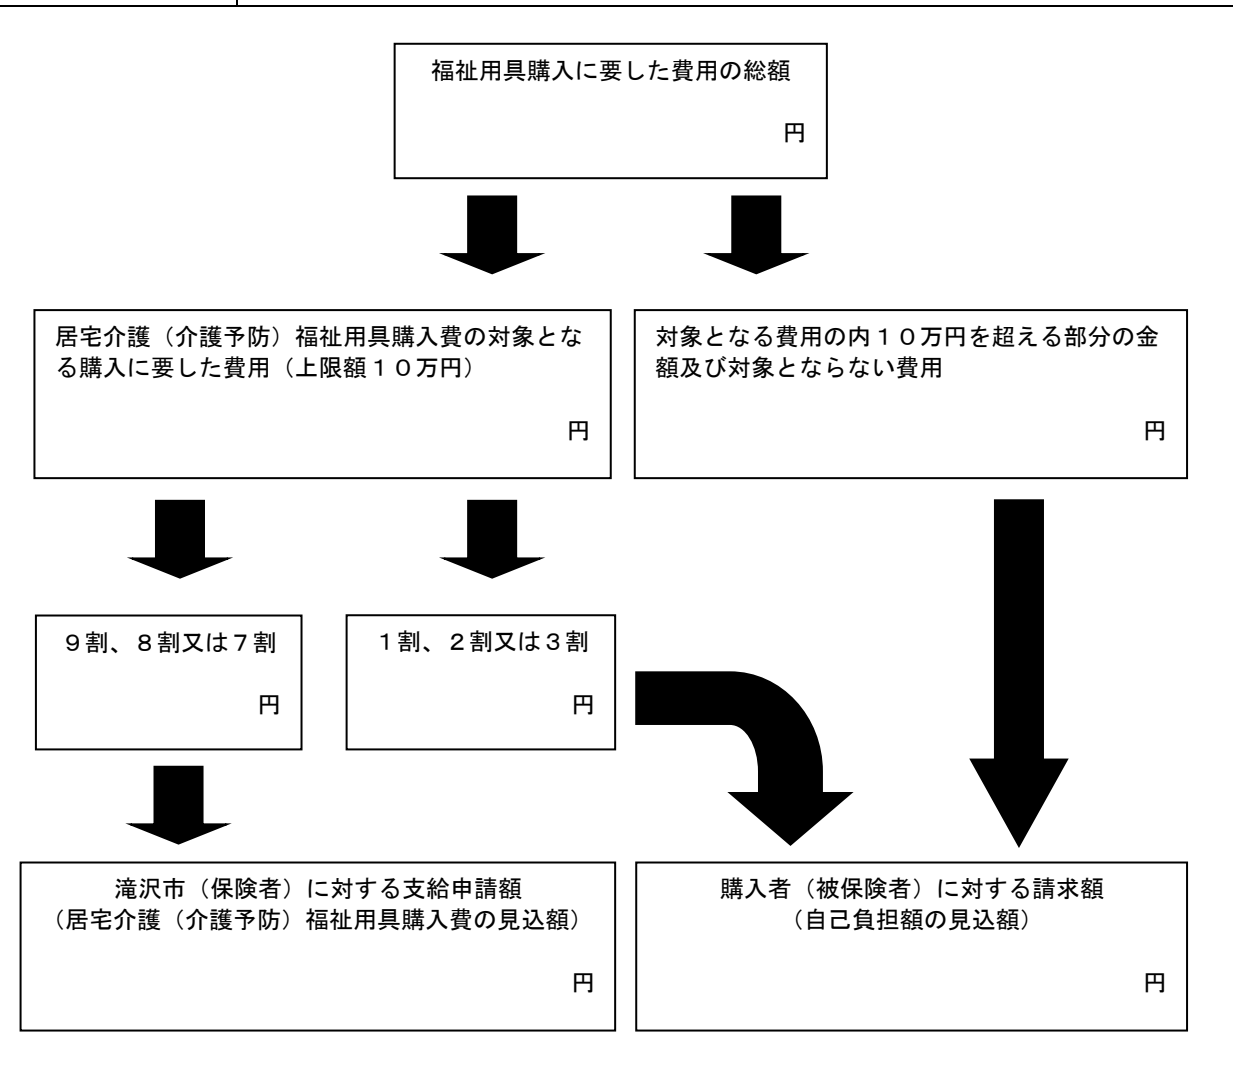 福祉用具購入に要した費用の総額
円
居宅介護（介護予防）福祉用具購入費の対象とな
る購入に要した費用（上限額１０万円）
円
対象となる費用の内１０万円を超える部分の金
額及び対象とならない費用
円
９割、８割又は７割
円
１割、２割又は３割
円
滝沢市（保険者）に対する支給申請額
（居宅介護（介護予防）福祉用具購入費の見込額）
円
購入者（被保険者）に対する請求額
（自己負担額の見込額）
円